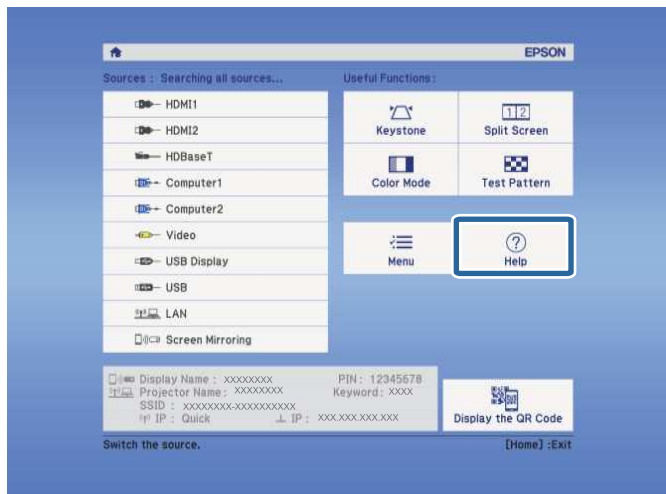 EPSON
Sources : Searching all sources...
Useful Functions:
HDMI1
HDMI2
HDBaseT
Computer1
Computer2
Video
USB Display
USB
LAN
Screen Mirroring
Keystone
1 2
Split Screen
Color Mode
Test Pattern
Menu
?
Help
Display Name : XXXXXXXX
PIN: 12345678
Projector Name : XXXXXXXX
Keyword: XXXX
SSID : XXXXXXXX-XXXXXXXXXX
IP : Quick
IP : XXX.XXX.XXX.XXX
Display the QR Code
Switch the source.
[Home] :Exit